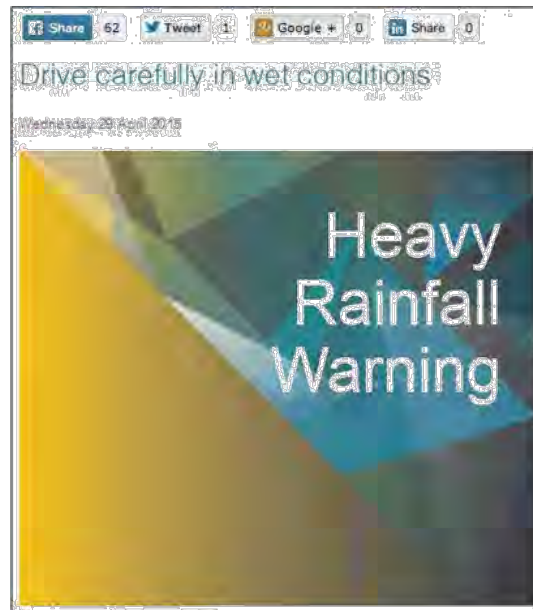 Share 62 Tweet 1 Google + 0 Share 0
Drive carefully in wet conditions
Wednesday 29 April 2015
Heavy
Rainfall
Warning